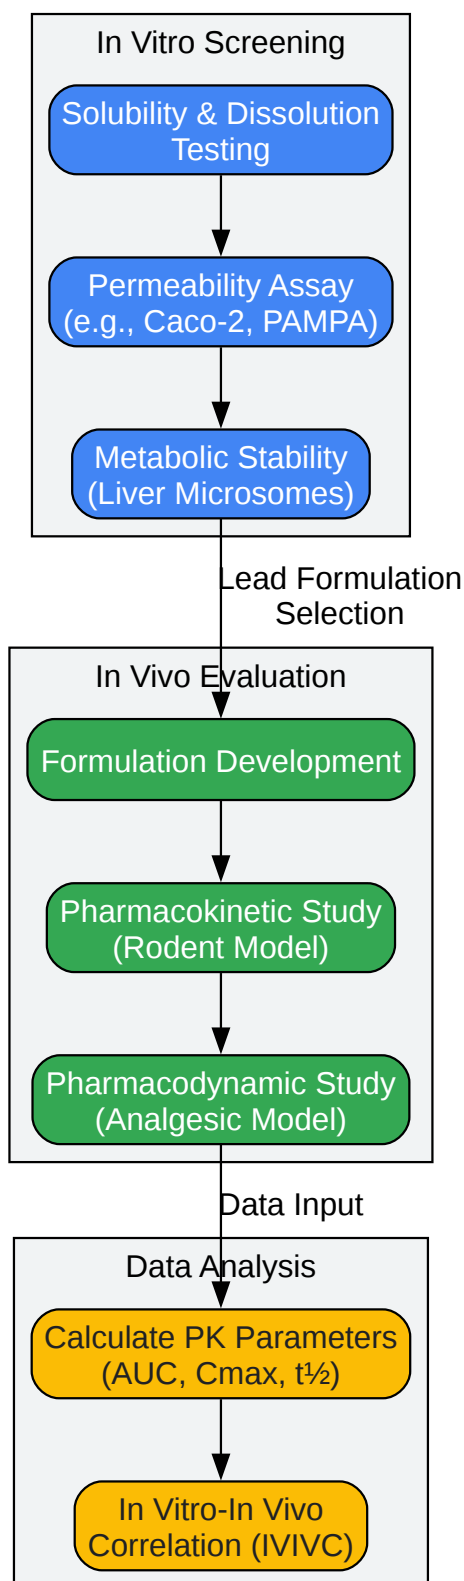 In Vitro Screening
Solubility & Dissolution
Testing
Permeability Assay
(e.g., Caco-2, PAMPA)
Metabolic Stability
(Liver Microsomes)
Lead Formulation
Selection
In Vivo Evaluation
Formulation Development
Pharmacokinetic Study
(Rodent Model)
Pharmacodynamic Study
(Analgesic Model)
Data Input
Data Analysis
Calculate PK Parameters
(AUC, Cmax, t½)
In Vitro-In Vivo
Correlation (IVIVC)